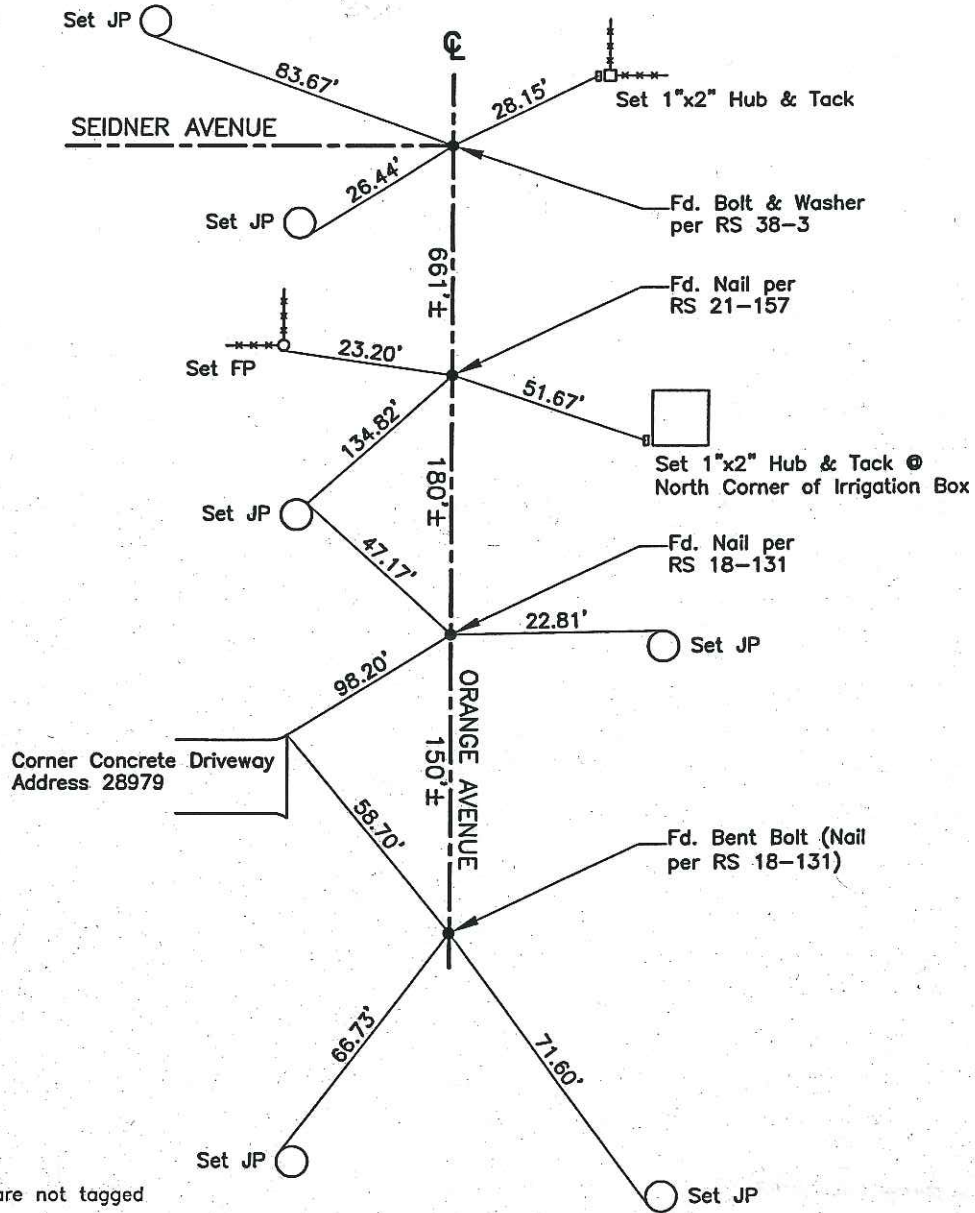 Set JP
℄
83.67'
28.15'
Set 1"x2" Hub & Tack
SEIDNER AVENUE
26.44'
Set JP
Fd. Bolt & Washer
per RS 38-3
661'±
Fd. Nail per
RS 21-157
Set FP
23.20'
51.67'
134.82'
180'±
Set 1"x2" Hub & Tack @
North Corner of Irrigation Box
Set JP
47.17'
Fd. Nail per
RS 18-131
22.81'
Set JP
98.20'
ORANGE AVENUE
150'±
Corner Concrete Driveway
Address 28979
58.70'
Fd. Bent Bolt (Nail
per RS 18-131)
66.73'
71.60'
Set JP
Set JP
are not tagged